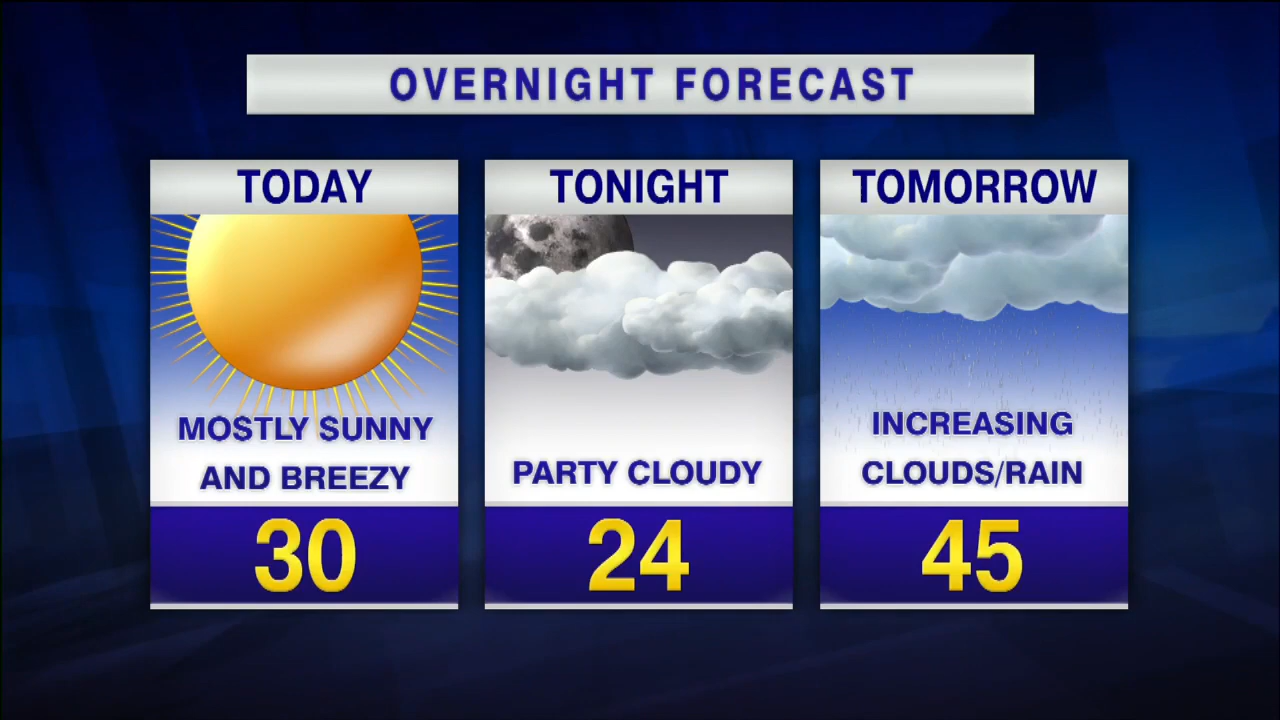 OVERNIGHT FORECAST
TODAY
MOSTLY SUNNY
AND BREEZY
30
TONIGHT
PARTY CLOUDY
24
TOMORROW
INCREASING
CLOUDS/RAIN
45